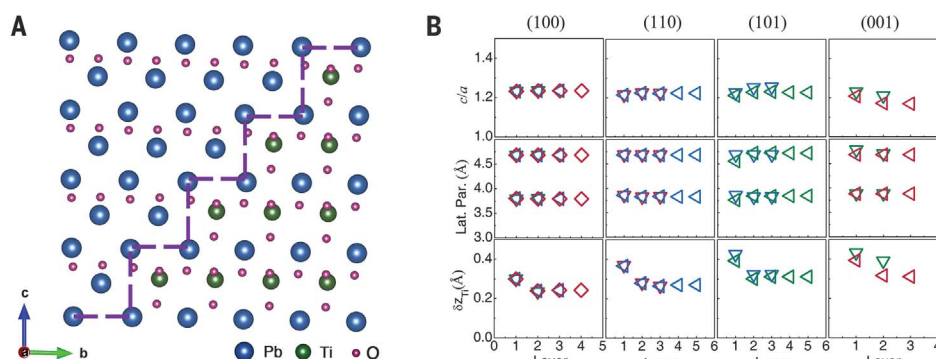 A
B
(100) (110) (101) (001)
1.4
c/a
1.2
1.0
4.5
Lat. Par. (Å)
4.0
3.5
3.0
0.4
δz_Ti(Å)
0.2
0.0
0 1 2 3 4 5 1 2 3 4 5 6 1 2 3 4 5 6 1 2 3 4
c
a
b
Pb Ti O